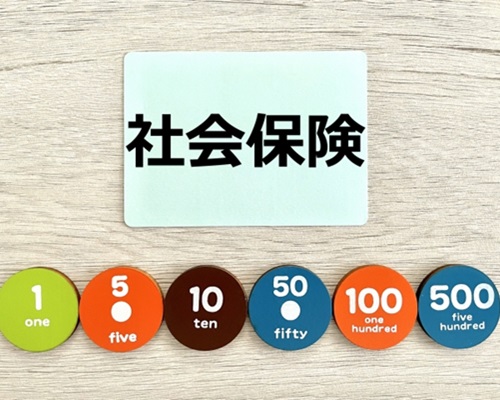 社会保険
1
one
5
five
10
ten
50
fifty
100
one
hundred
500
five
hundred